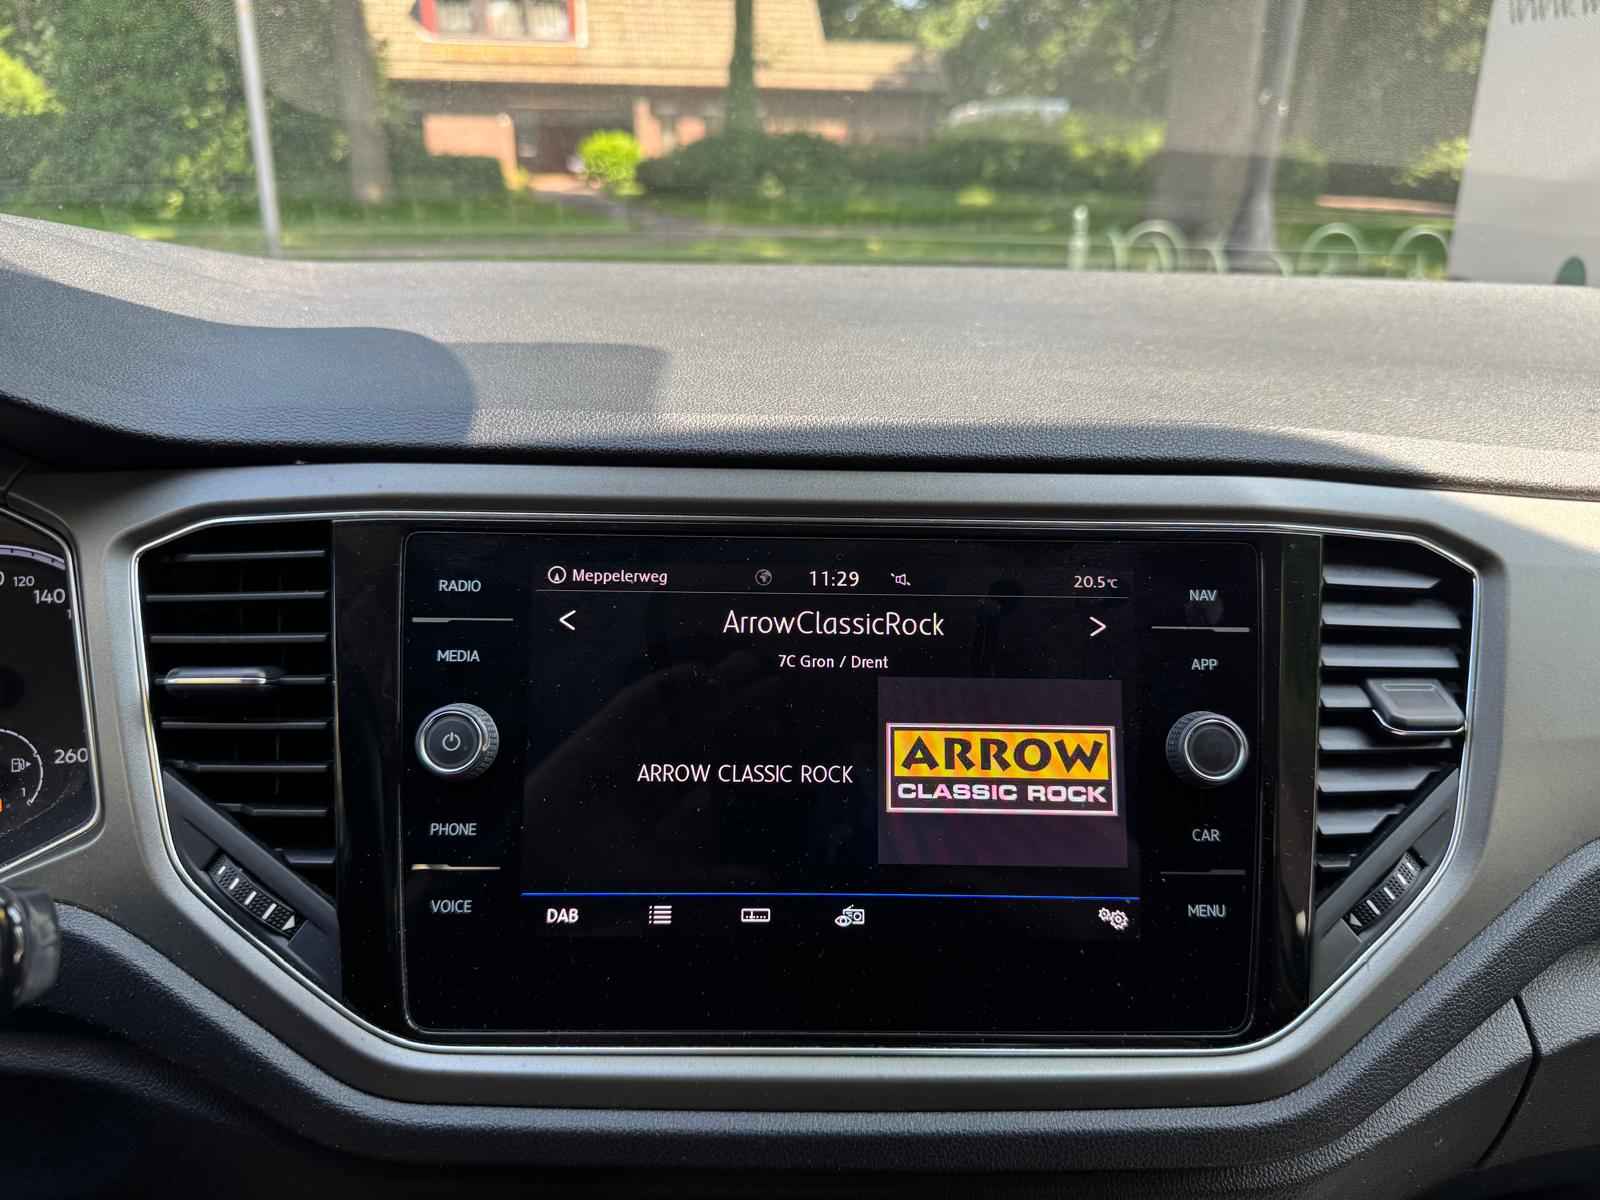 120
140
260
1
RADIO
MEDIA
PHONE
VOICE
Meppelerweg
11:29
20.5°C
<
ArrowClassicRock
>
7C Gron / Drent
ARROW CLASSIC ROCK
ARROW
CLASSIC ROCK
DAB
NAV
APP
CAR
MENU